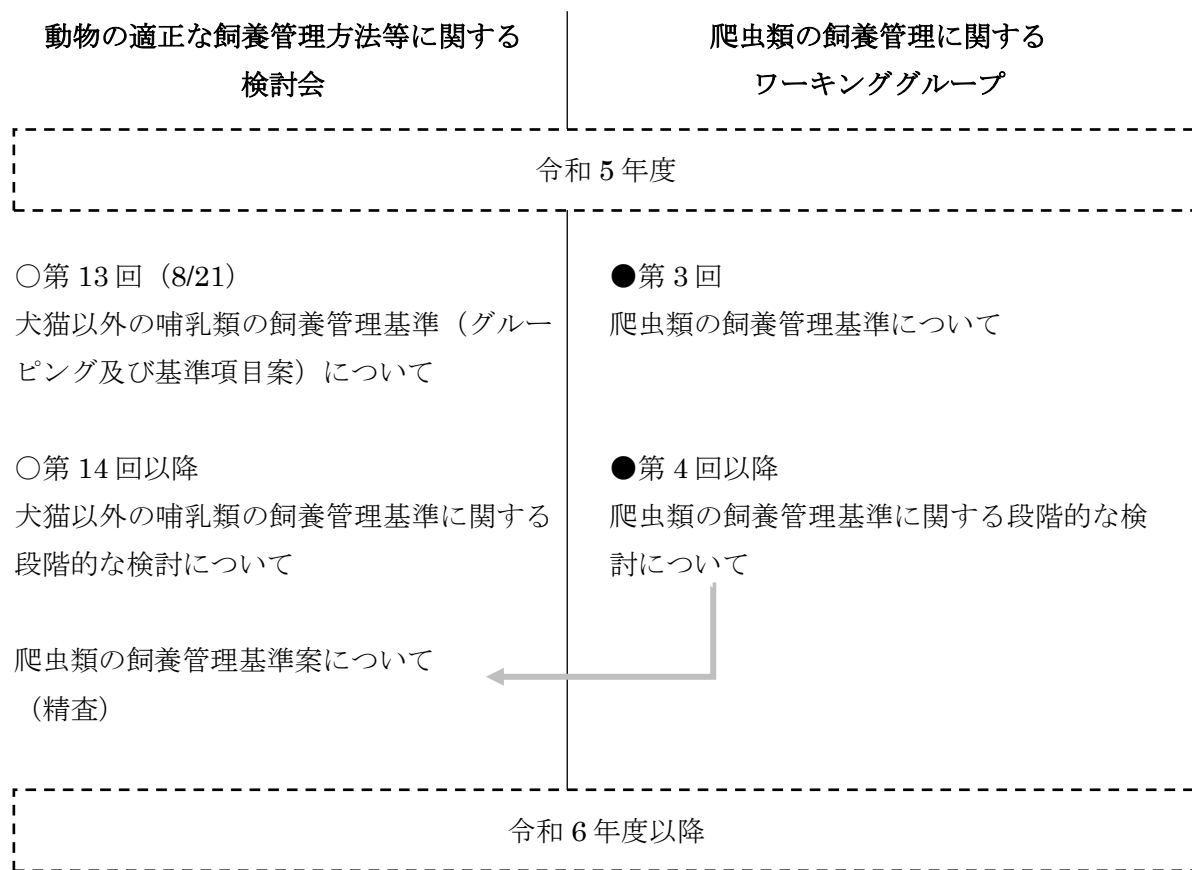 動物の適正な飼養管理方法等に関する
検討会
爬虫類の飼養管理に関する
ワーキンググループ
令和 5 年度
○第 13 回（8/21）
犬猫以外の哺乳類の飼養管理基準（グルー
ピング及び基準項目案）について
○第 14 回以降
犬猫以外の哺乳類の飼養管理基準に関する
段階的な検討について
爬虫類の飼養管理基準案について
（精査）
●第 3 回
爬虫類の飼養管理基準について
●第 4 回以降
爬虫類の飼養管理基準に関する段階的な検
討について
令和 6 年度以降